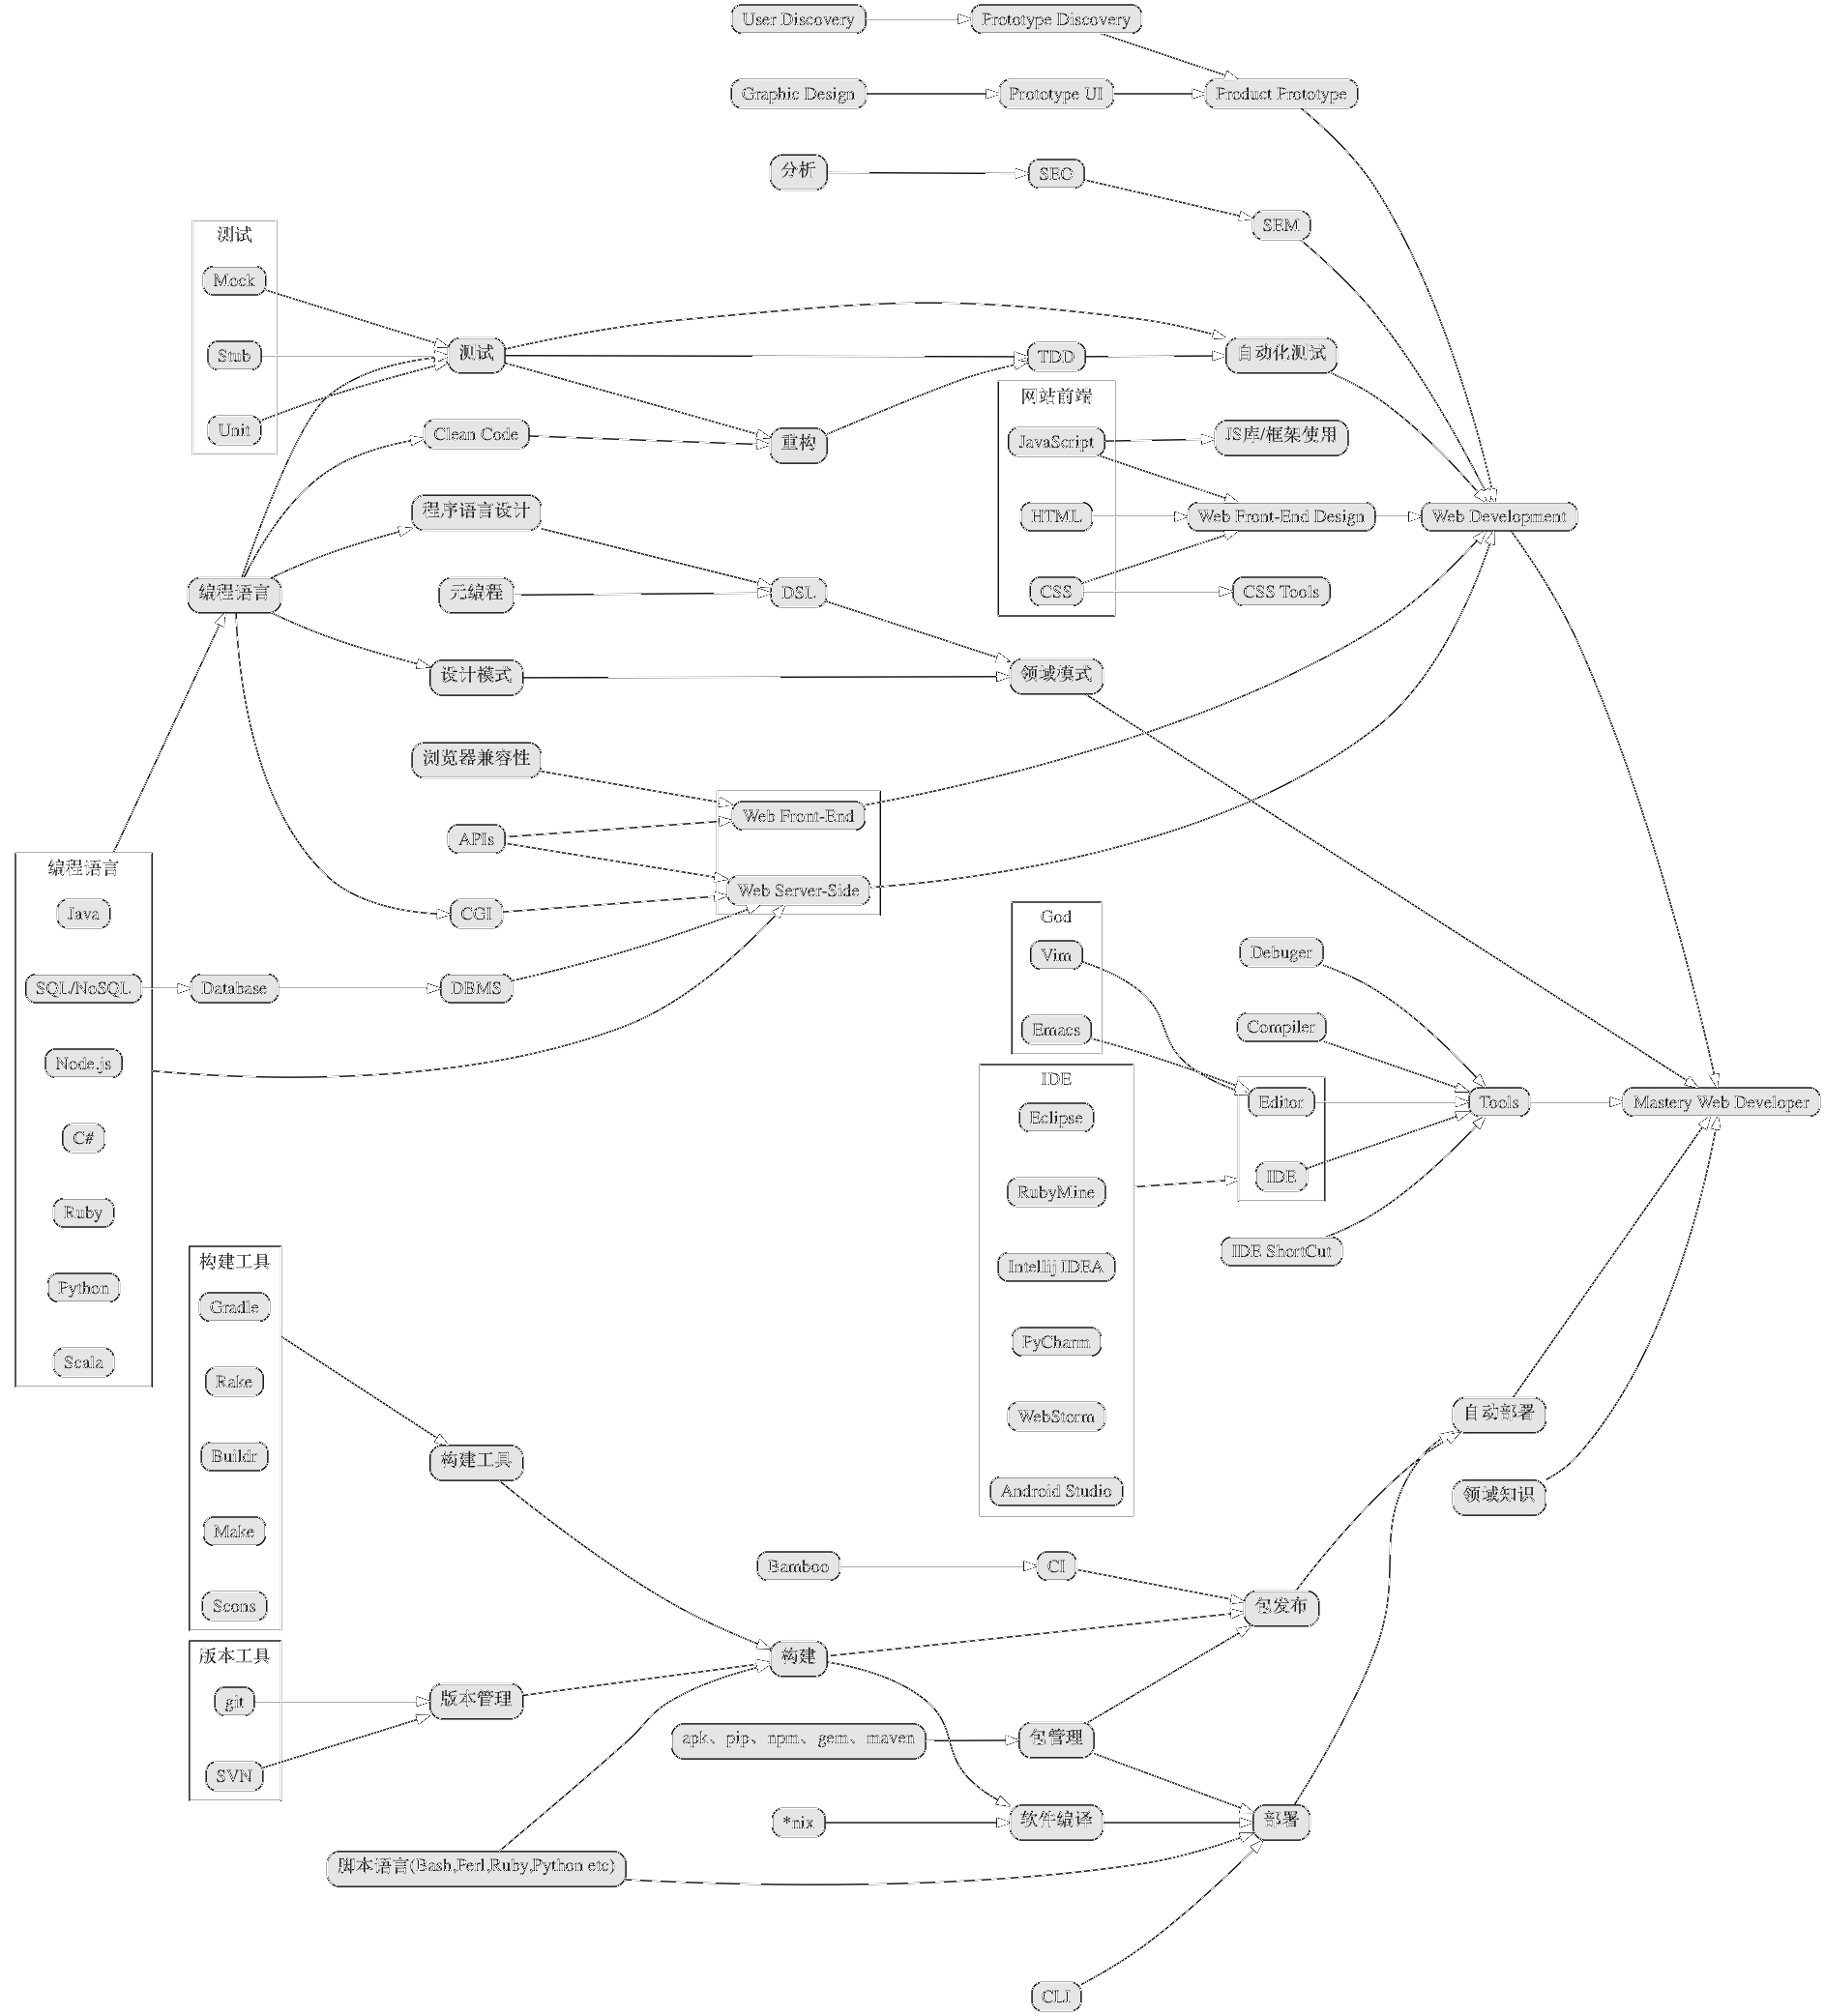 User Discovery
Prototype Discovery
Graphic Design
Prototype UI
Product Prototype
分析
SEO
SEM
测试
Mock
Stub
Unit
测试
TDD
自动化测试
Clean Code
重构
网站前端
JavaScript
JS库/框架使用
HTML
Web Front-End Design
Web Development
CSS
CSS Tools
程序语言设计
编程语言
元编程
DSL
设计模式
领域模式
浏览器兼容性
Web Front-End
APIs
Web Server-Side
CGI
编程语言
Java
SQL/NoSQL
Database
DBMS
Node.js
C#
Ruby
Python
Scala
God
Vim
Emacs
Debuger
Compiler
IDE
Eclipse
RubyMine
Intellij IDEA
PyCharm
WebStorm
Android Studio
Editor
IDE
Tools
Mastery Web Developer
IDE ShortCut
构建工具
Gradle
Rake
Buildr
Make
Scons
构建工具
自动部署
领域知识
Bamboo
CI
包发布
版本工具
git
SVN
版本管理
构建
apk、pip、npm、gem、maven
包管理
*nix
软件编译
部署
脚本语言(Bash,Perl,Ruby,Python etc)
CLI